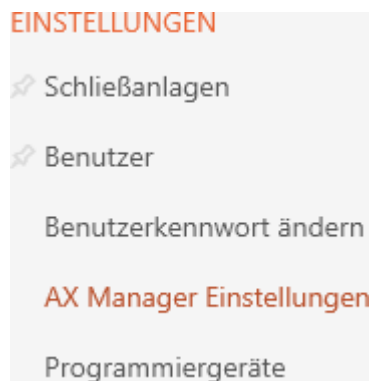 EINSTELLUNGEN
Schließanlagen
Benutzer
Benutzerkennwort ändern
AX Manager Einstellungen
Programmiergeräte